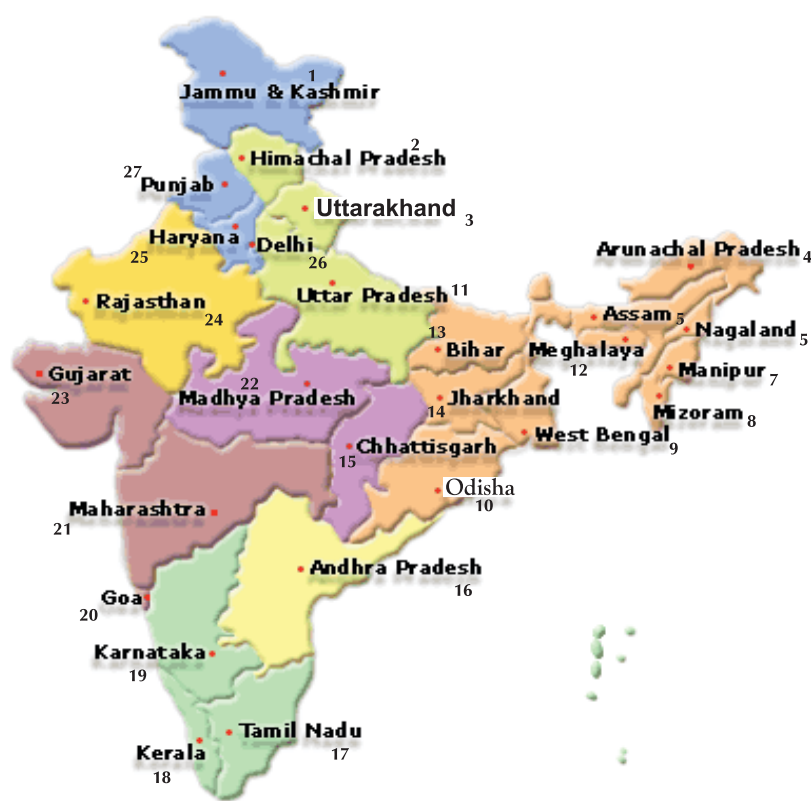 1
Jammu & Kashmir
2
Himachal Pradesh
27
Punjab
Uttarakhand
3
Haryana
Delhi
25
26
Arunachal Pradesh
4
Rajasthan
24
Uttar Pradesh
11
Assam
5
13
Bihar
Meghalaya
12
Nagaland
5
Gujarat
23
22
Madhya Pradesh
Manipur
7
14
Jharkhand
Mizoram
8
15
Chhattisgarh
West Bengal
9
Odisha
10
Maharashtra
21
Andhra Pradesh
16
Goa
20
Karnataka
19
Tamil Nadu
17
Kerala
18